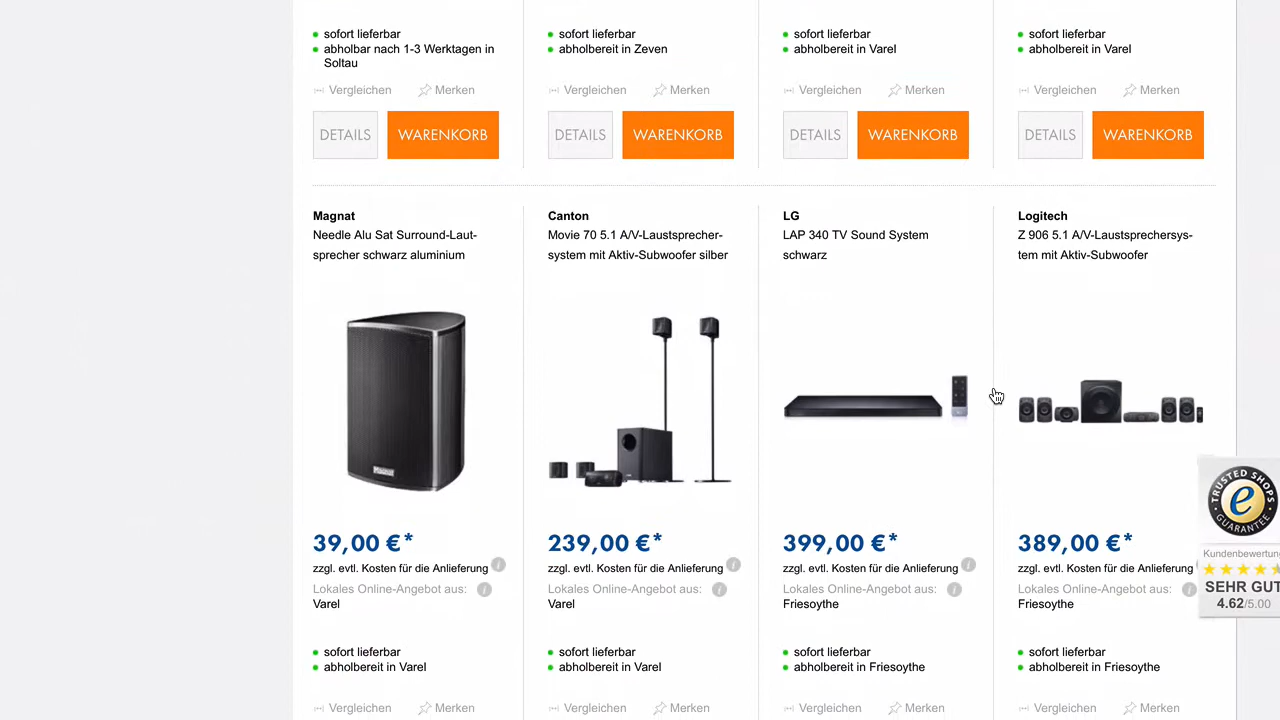 sofort lieferbar
abholbar nach 1-3 Werktagen in
Soltau
Vergleichen Merken
DETAILS WARENKORB
sofort lieferbar
abholbereit in Zeven
Vergleichen Merken
DETAILS WARENKORB
sofort lieferbar
abholbereit in Varel
Vergleichen Merken
DETAILS WARENKORB
sofort lieferbar
abholbereit in Varel
Vergleichen Merken
DETAILS WARENKORB
Magnat
Needle Alu Sat Surround-Laut-
sprecher schwarz aluminium
39,00 €*
zzgl. evtl. Kosten für die Anlieferung
Lokales Online-Angebot aus:
Varel
sofort lieferbar
abholbereit in Varel
Vergleichen Merken
Canton
Movie 70 5.1 A/V-Laustsprecher-
system mit Aktiv-Subwoofer silber
239,00 €*
zzgl. evtl. Kosten für die Anlieferung
Lokales Online-Angebot aus:
Varel
sofort lieferbar
abholbereit in Varel
Vergleichen Merken
LG
LAP 340 TV Sound System
schwarz
399,00 €*
zzgl. evtl. Kosten für die Anlieferung
Lokales Online-Angebot aus:
Friesoythe
sofort lieferbar
abholbereit in Friesoythe
Vergleichen Merken
Logitech
Z 906 5.1 A/V-Lautsprechersys-
tem mit Aktiv-Subwoofer
389,00 €*
zzgl. evtl. Kosten für die Anlieferung
Lokales Online-Angebot aus:
Friesoythe
sofort lieferbar
abholbereit in Friesoythe
Vergleichen Merken
TRUSTED SHOPS
e
GUARANTEE
Kundenbewertung
SEHR GUT
4.62/5.00